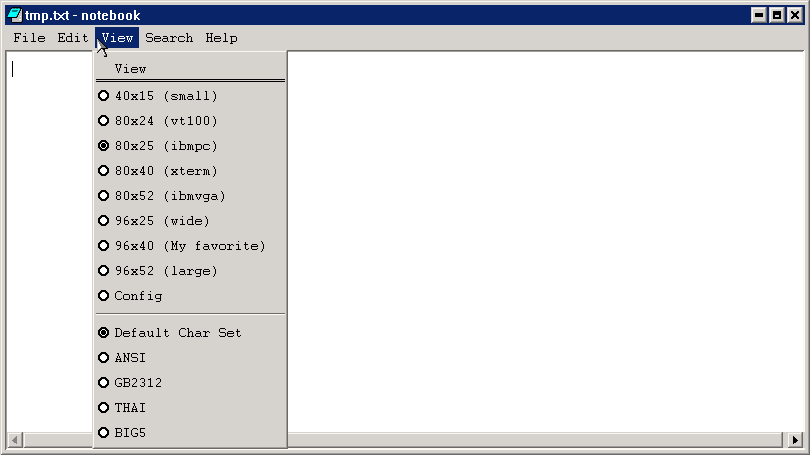 tmp.txt - notebook
File Edit View Search Help
View
40x15 (small)
80x24 (vt100)
80x25 (ibmpc)
80x40 (xterm)
80x52 (ibmvga)
96x25 (wide)
96x40 (My favorite)
96x52 (large)
Config
Default Char Set
ANSI
GB2312
THAI
BIG5